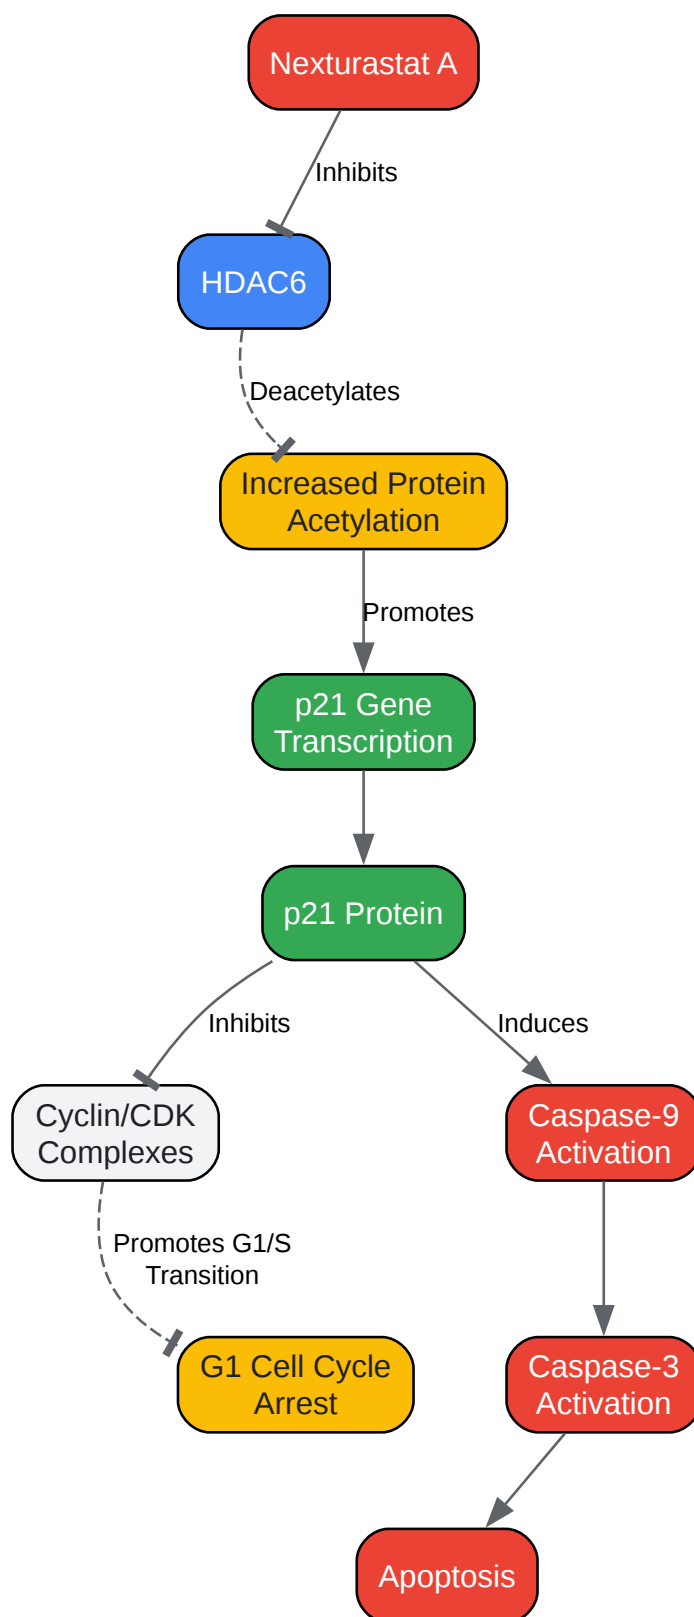 Nexturastat A
Inhibits
HDAC6
Deacetylates
Increased Protein
Acetylation
Promotes
p21 Gene
Transcription
p21 Protein
Inhibits
Induces
Cyclin/CDK
Complexes
Caspase-9
Activation
Promotes G1/S
Transition
G1 Cell Cycle
Arrest
Caspase-3
Activation
Apoptosis